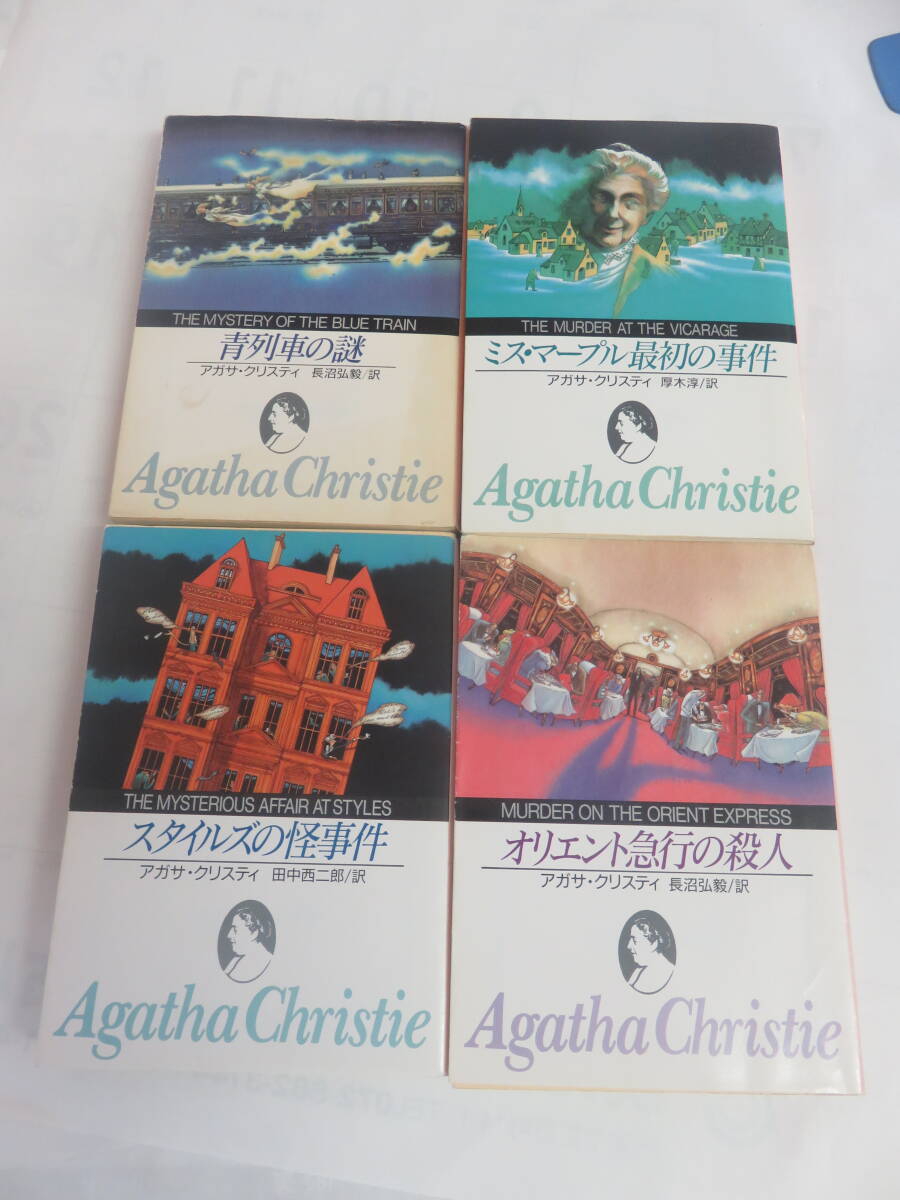 THE MYSTERY OF THE BLUE TRAIN
青列車の謎
アガサ・クリスティ 長沼弘毅/訳
Agatha Christie
THE MURDER AT THE VICARAGE
ミス・マープル最初の事件
アガサ・クリスティ 厚木淳/訳
Agatha Christie
THE MYSTERIOUS AFFAIR AT STYLES
スタイルズの怪事件
アガサ・クリスティ 田中西二郎/訳
Agatha Christie
MURDER ON THE ORIENT EXPRESS
オリエント急行の殺人
アガサ・クリスティ 長沼弘毅/訳
Agatha Christie